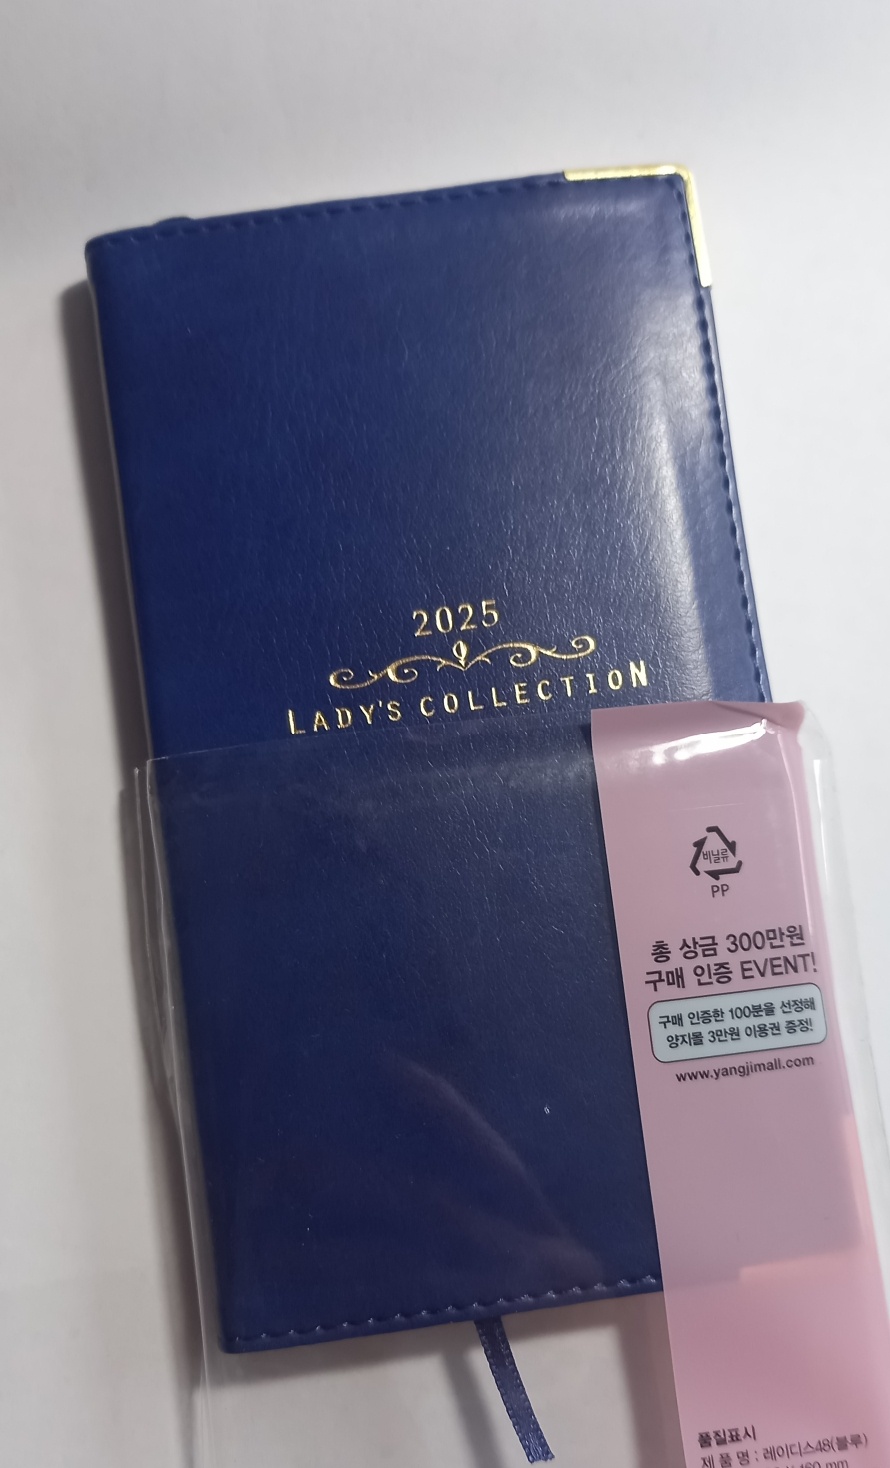 2025
LADY'S COLLECTION
비닐류
PP
총 상금 300만원
구매 인증 EVENT!
구매 인증한 100분을 선정해
양지몰 3만원 이용권 증정!
www.yangjimall.com
품질표시
제 품 명 : 레이디스48(블루)
mm